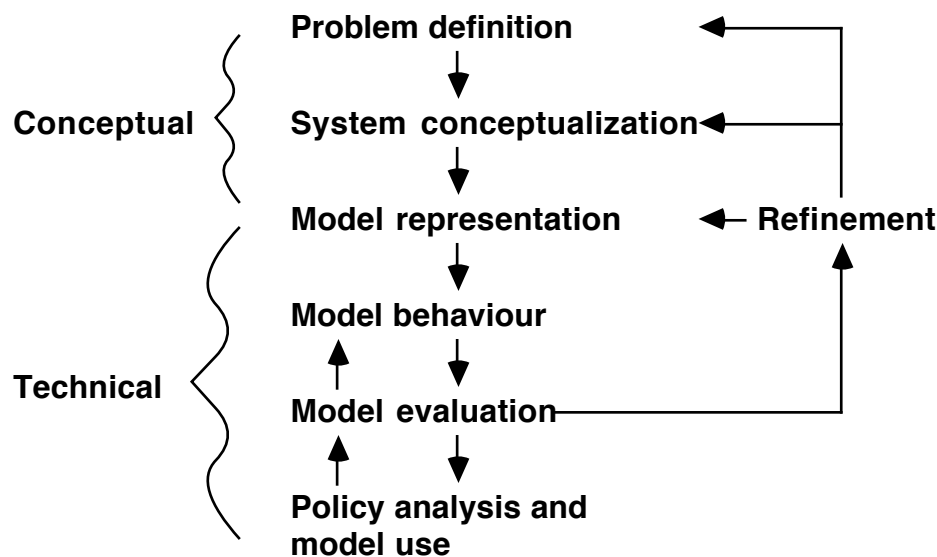 Problem definition
Conceptual
System conceptualization
Model representation
Refinement
Model behaviour
Technical
Model evaluation
Policy analysis and
model use